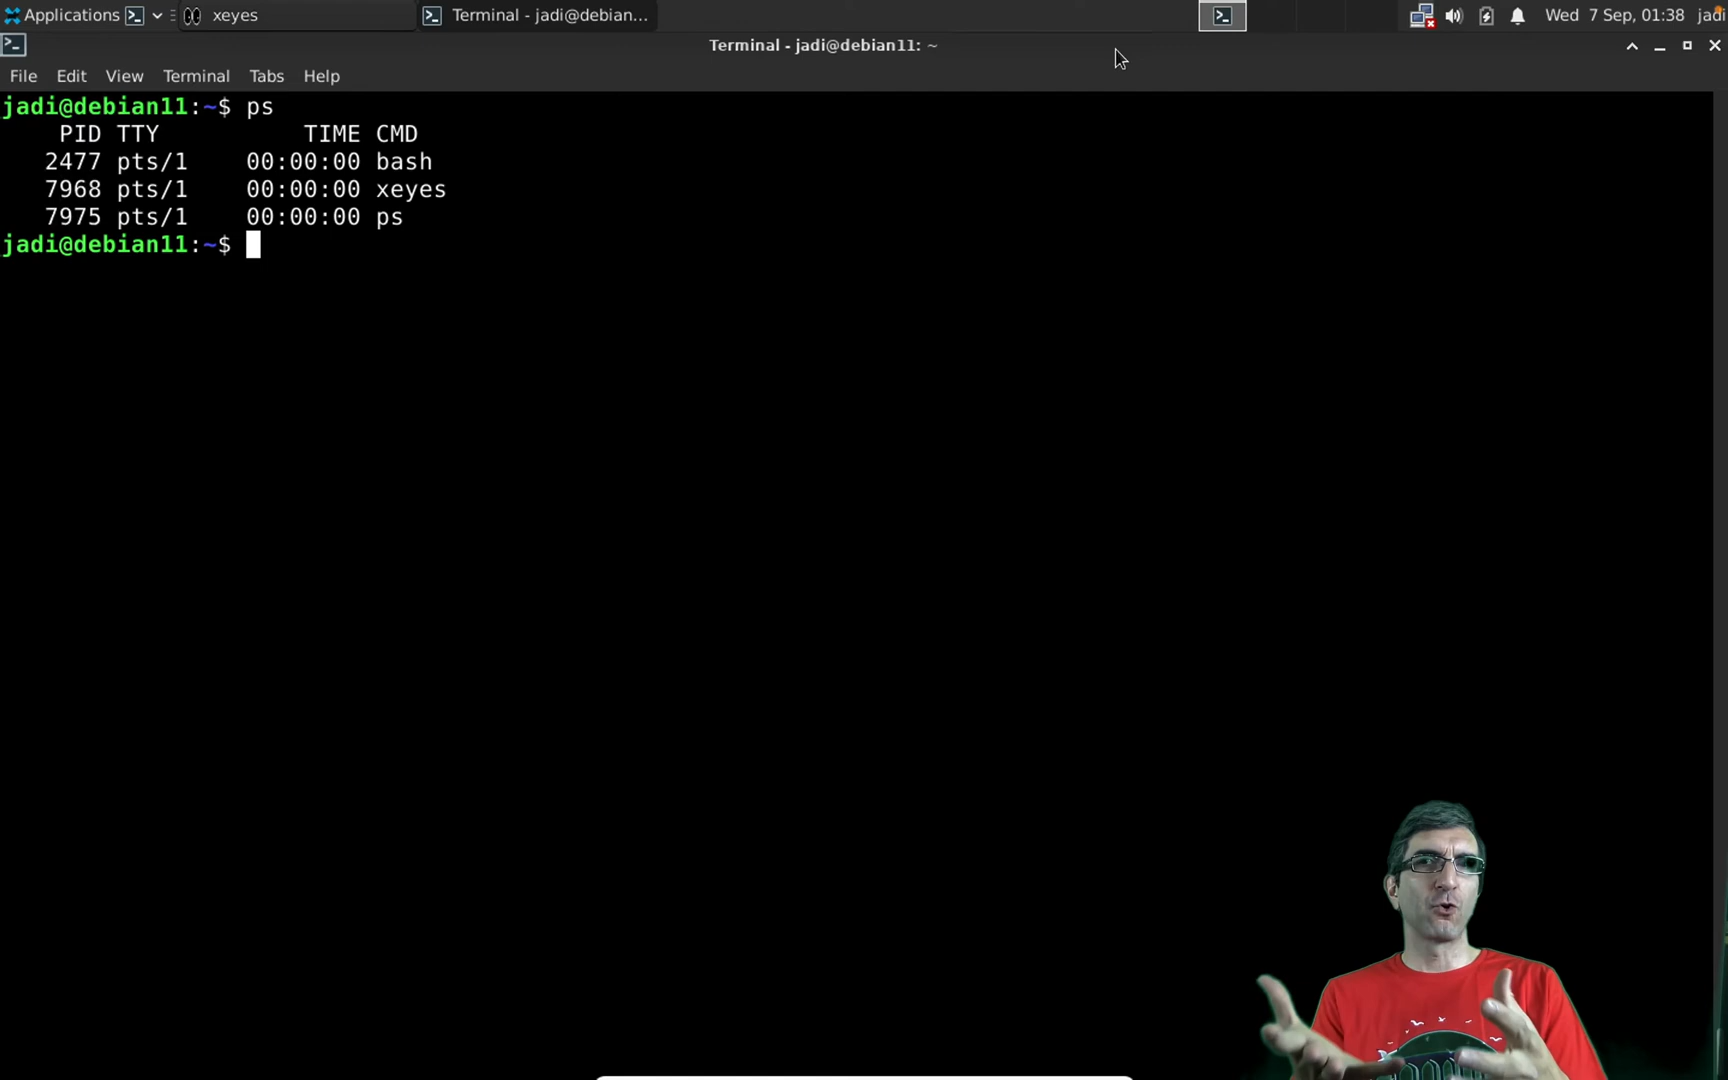 Applications xeyes Terminal - jadi@debian... Wed 7 Sep, 01:38 jadi
Terminal - jadi@debian11: ~
File Edit View Terminal Tabs Help
jadi@debian11:~$ ps
PID TTY TIME CMD
2477 pts/1 00:00:00 bash
7968 pts/1 00:00:00 xeyes
7975 pts/1 00:00:00 ps
jadi@debian11:~$